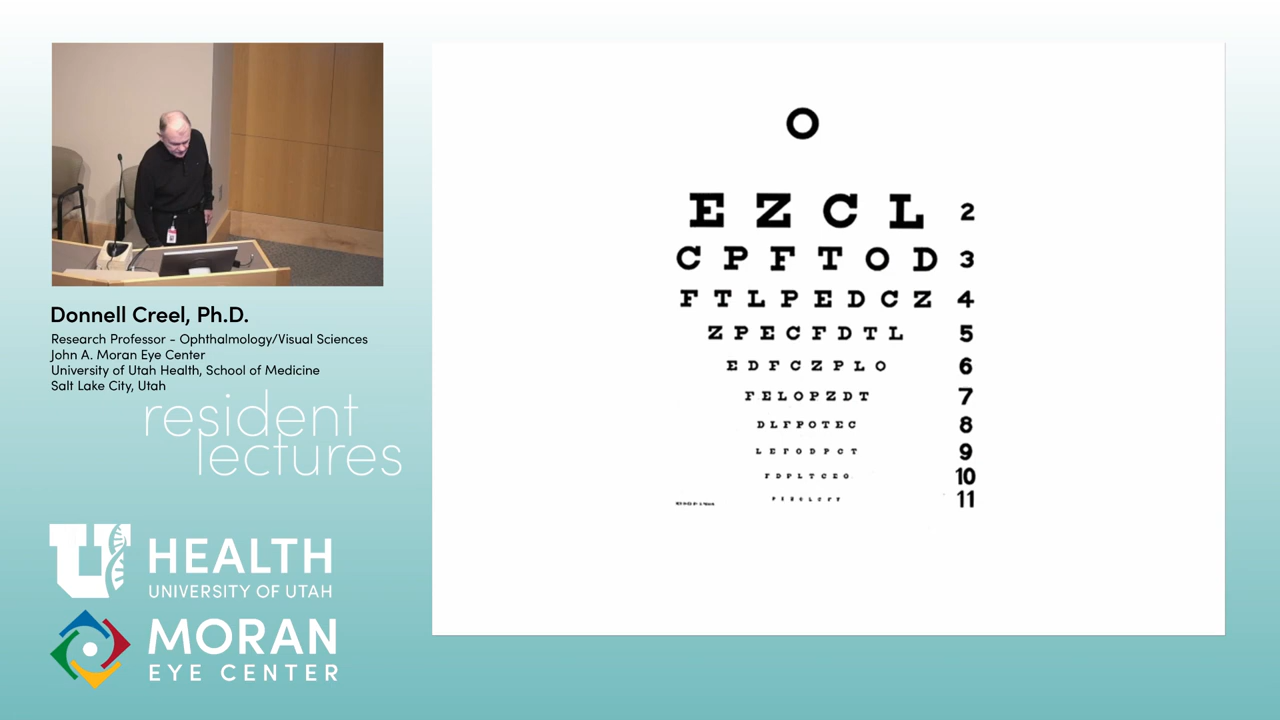 Donnell Creel, Ph.D.
Research Professor - Ophthalmology/Visual Sciences
John A. Moran Eye Center
University of Utah Health, School of Medicine
Salt Lake City, Utah
resident
lectures
U HEALTH
UNIVERSITY OF UTAH
MORAN
EYE CENTER
O
E Z C L 2
C P F T O D 3
F T L P E D C Z 4
Z P E C F D T L 5
E D F C Z P L O 6
F E L O P Z D T 7
D L F P O T E C 8
L E F O D P C T 9
F D P L T C E O 10
11